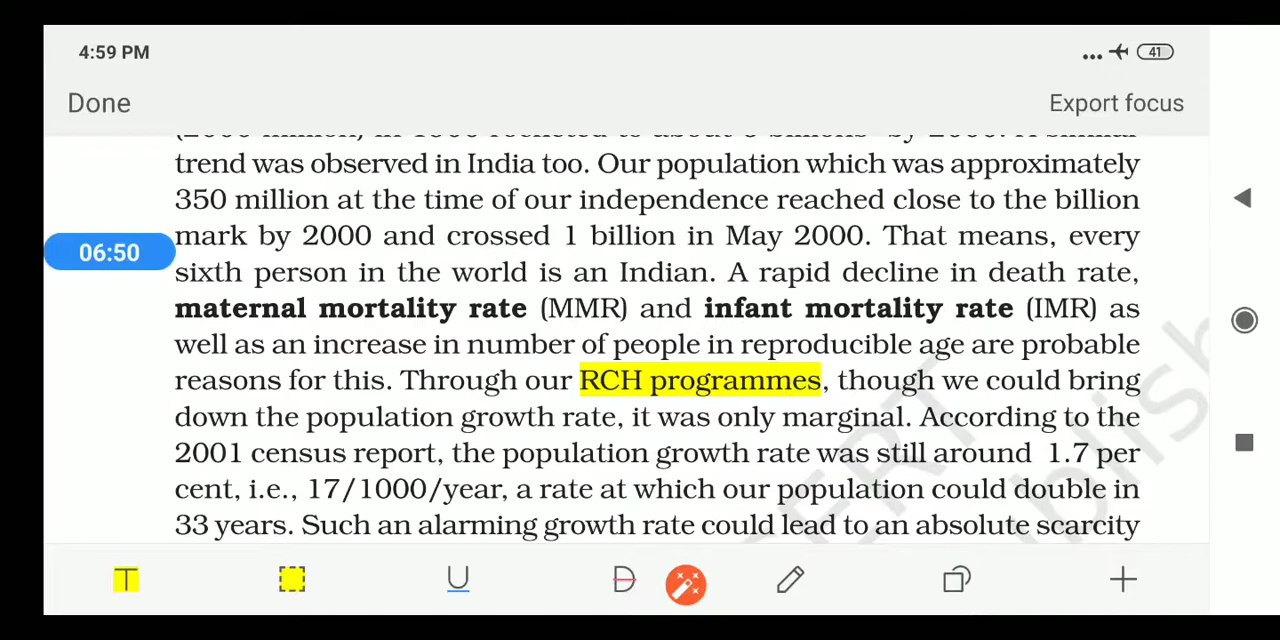 4:59 PM
41
Done
Export focus
trend was observed in India too. Our population which was approximately
350 million at the time of our independence reached close to the billion
06:50
mark by 2000 and crossed 1 billion in May 2000. That means, every
sixth person in the world is an Indian. A rapid decline in death rate,
maternal mortality rate (MMR) and infant mortality rate (IMR) as
well as an increase in number of people in reproducible age are probable
reasons for this. Through our RCH programmes, though we could bring
down the population growth rate, it was only marginal. According to the
2001 census report, the population growth rate was still around 1.7 per
cent, i.e., 17/1000/year, a rate at which our population could double in
33 years. Such an alarming growth rate could lead to an absolute scarcity